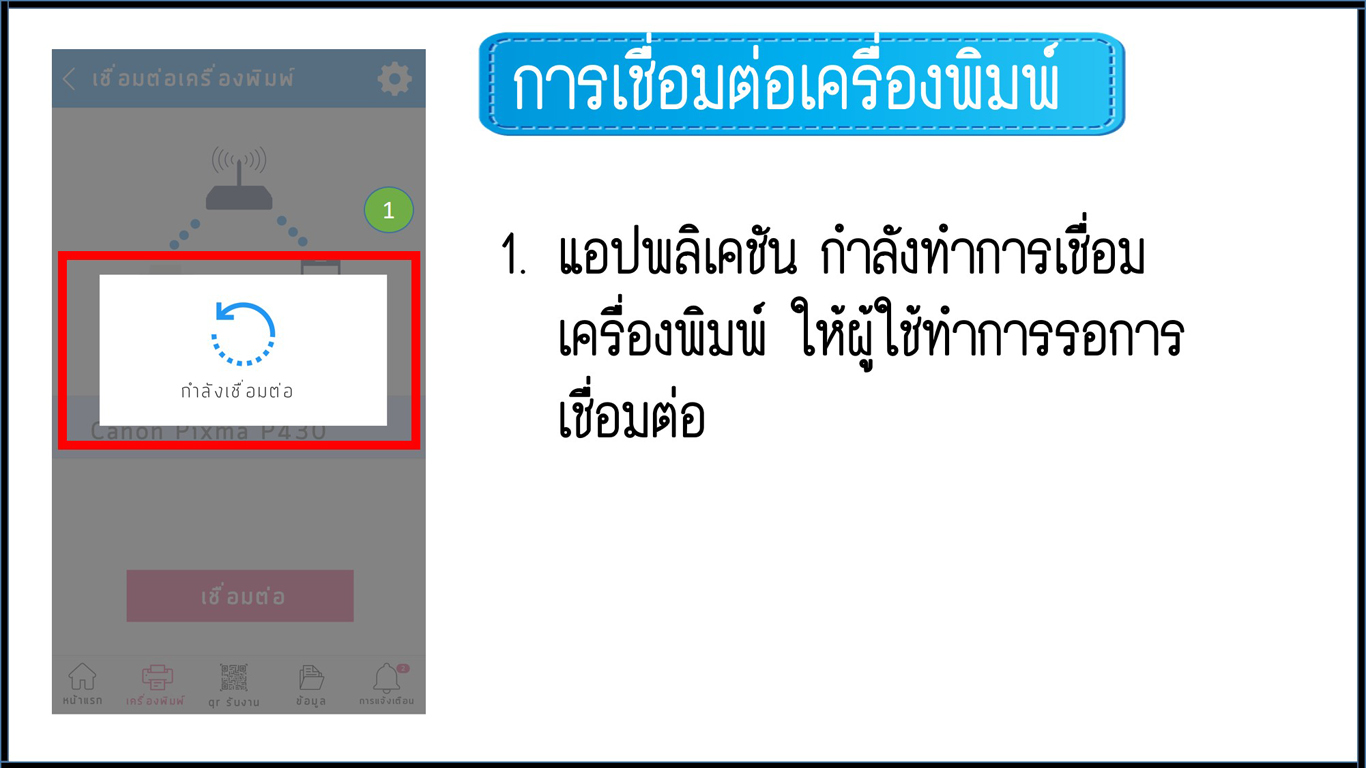 เชื่อมต่อเครื่องพิมพ์
1
กำลังเชื่อมต่อ
Canon Pixma P430
เชื่อมต่อ
หน้าแรก
เครื่องพิมพ์
qr รับงาน
ข้อมูล
การแจ้งเตือน
การเชื่อมต่อเครื่องพิมพ์
1. แอปพลิเคชัน กำลังทำการเชื่อม
เครื่องพิมพ์ ให้ผู้ใช้ทำการรอการ
เชื่อมต่อ